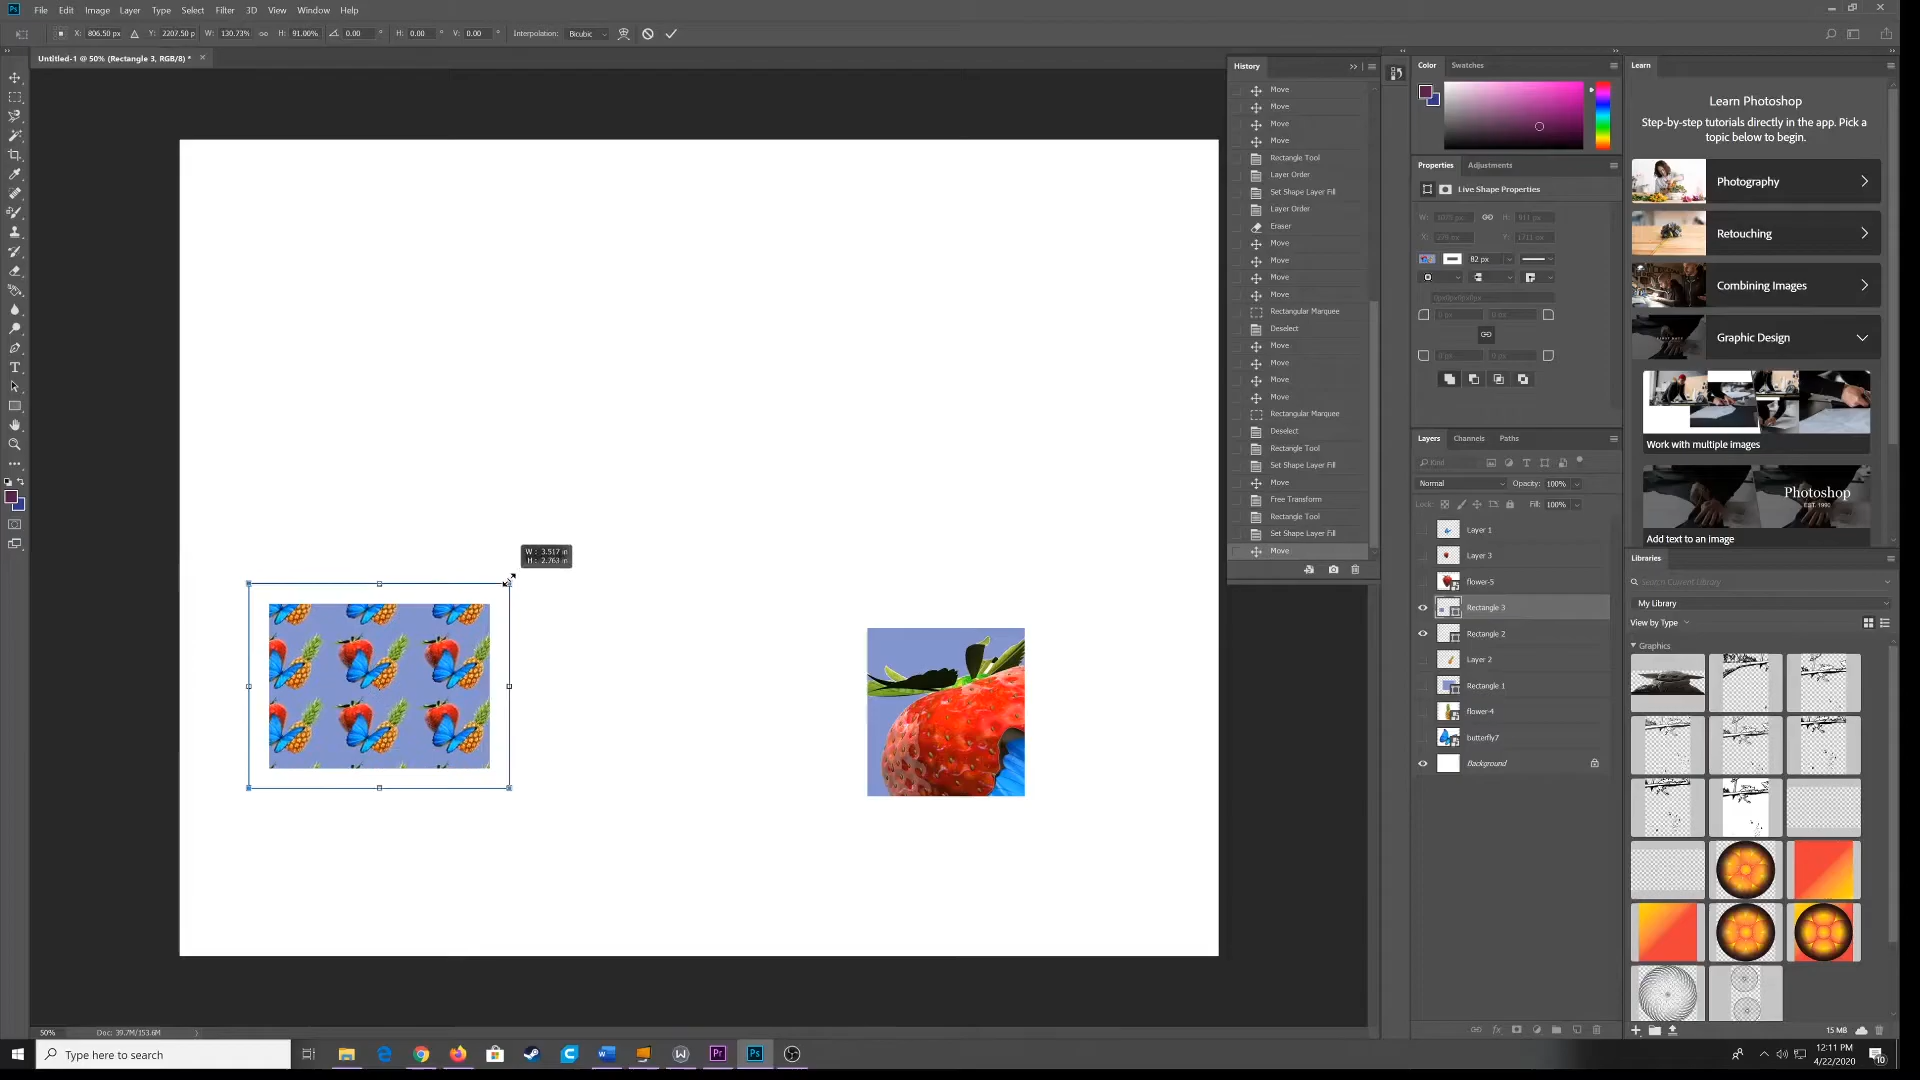 Ps File Edit Image Layer Type Select Filter 3D View Window Help
X: 806.50 px Y: 2207.50 p W: 130.73% H: 91.00% 0.00 ° H: 0.00 ° V: 0.00 ° Interpolation: Bicubic
Untitled-1 @ 50% (Rectangle 3, RGB/8) *
W : 3.517 in
H : 2.763 in
50% Doc: 39.7M/153.6M
History
Move
Move
Move
Move
Rectangle Tool
Layer Order
Set Shape Layer Fill
Layer Order
Eraser
Move
Move
Move
Move
Rectangular Marquee
Deselect
Move
Move
Move
Move
Rectangular Marquee
Deselect
Rectangle Tool
Set Shape Layer Fill
Move
Free Transform
Rectangle Tool
Set Shape Layer Fill
Move
Color Swatches
Properties Adjustments
Live Shape Properties
W: H:
X: Y:
82 px
Layers Channels Paths
Kind
Normal Opacity: 100%
Lock: Fill: 100%
Layer 1
Layer 3
flower-5
Rectangle 3
Rectangle 2
Layer 2
Rectangle 1
flower-4
butterfly7
Background
fx
Learn
Learn Photoshop
Step-by-step tutorials directly in the app. Pick a
topic below to begin.
Photography
Retouching
Combining Images
Graphic Design
Work with multiple images
Photoshop
EST. 1990
Add text to an image
Libraries
Search Current Library
My Library
View by Type
Graphics
15 MB
Type here to search
Pr
Ps
12:11 PM
4/22/2020